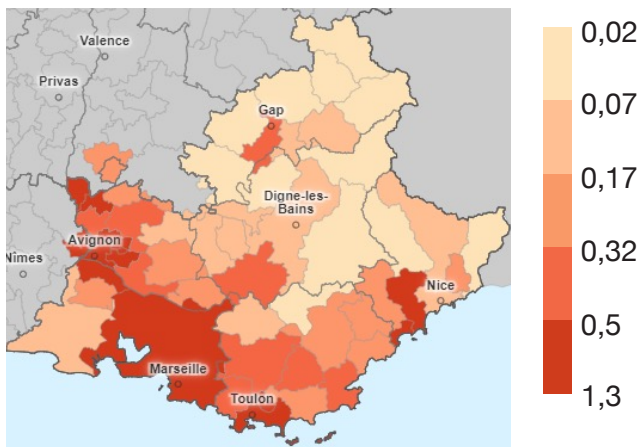 Valence
Privas
Gap
Digne-les-
Bains
Avignon
Nîmes
Nice
Marseille
Toulon
0,02
0,07
0,17
0,32
0,5
1,3